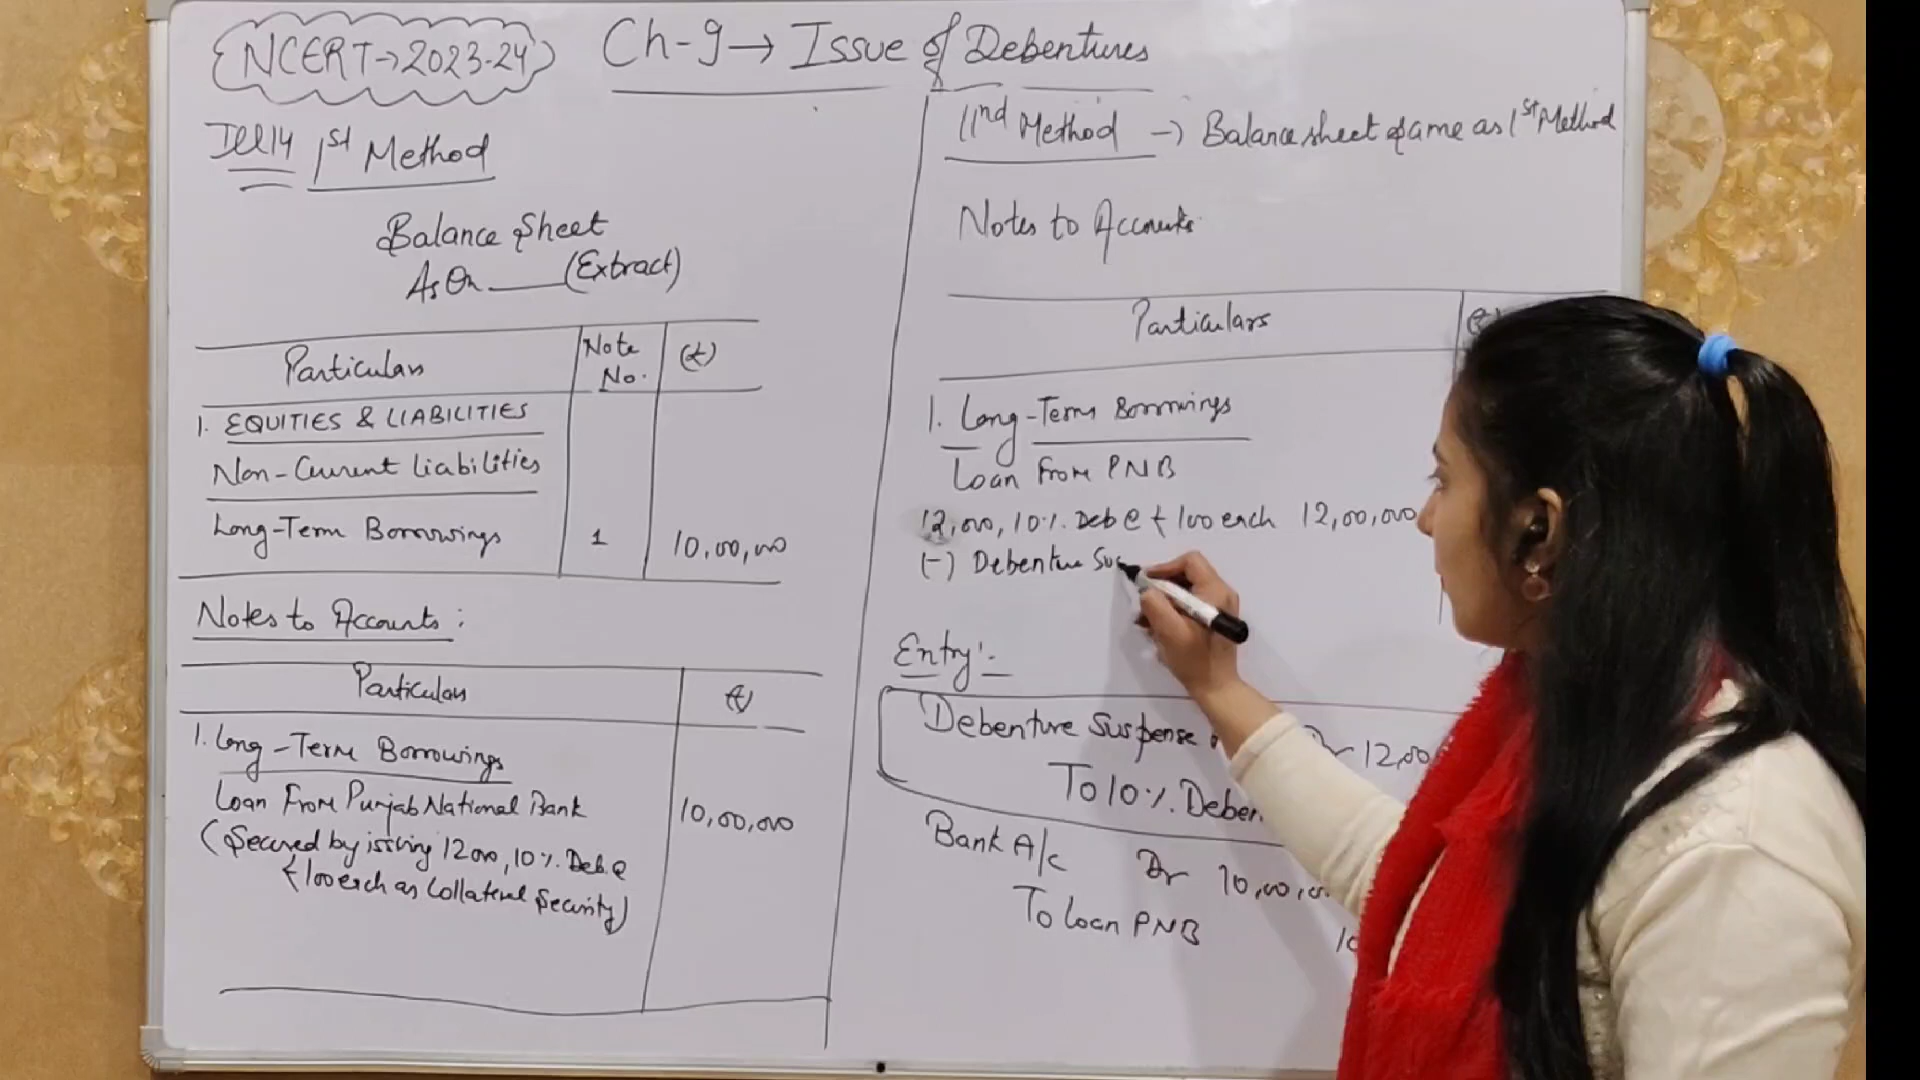 NCERT→2023-24
Ch-9→ Issue of Debentures
Ill 14 1st Method
Balance Sheet
As On ____ (Extract)
Particulars Note No. (₹)
1. EQUITIES & LIABILITIES
Non-Current Liabilities
Long-Term Borrowings 1 10,00,000
Notes to Accounts :
Particulars (₹)
1. Long-Term Borrowings
Loan From Punjab National Bank 10,00,000
(Secured by issuing 12000, 10%. Deb. @
₹100 each as Collateral Security)
IInd Method → Balance sheet same as 1st Method
Notes to Accounts
Particulars
1. Long-Term Borrowings
Loan From PNB
12,000, 10%. Deb @ ₹ 100 each 12,00,000
(-) Debenture Sus
Entry:-
Debenture Suspense Dr 12,00
To 10%. Deben
Bank A/c Dr 10,00,00
To Loan PNB 10